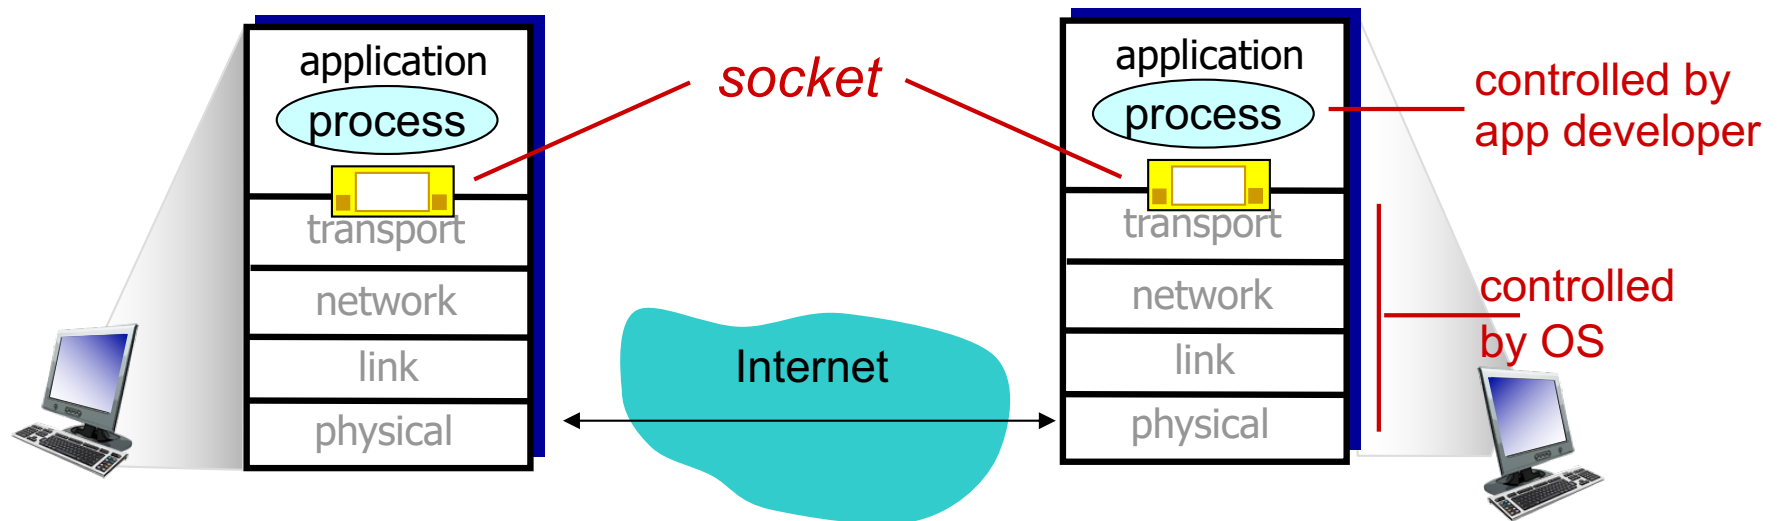 application
process
transport
network
link
physical
socket
Internet
application
process
transport
network
link
physical
controlled by
app developer
controlled
by OS